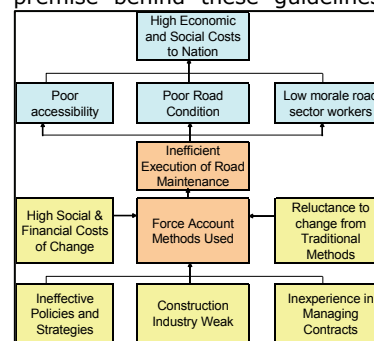 premise behind these guidelines
High Economic
and Social Costs
to Nation
Poor
accessibility
Poor Road
Condition
Low morale road
sector workers
Inefficient
Execution of Road
Maintenance
High Social &
Financial Costs
of Change
Force Account
Methods Used
Reluctance to
change from
Traditional
Methods
Ineffective
Policies and
Strategies
Construction
Industry Weak
Inexperience in
Managing
Contracts